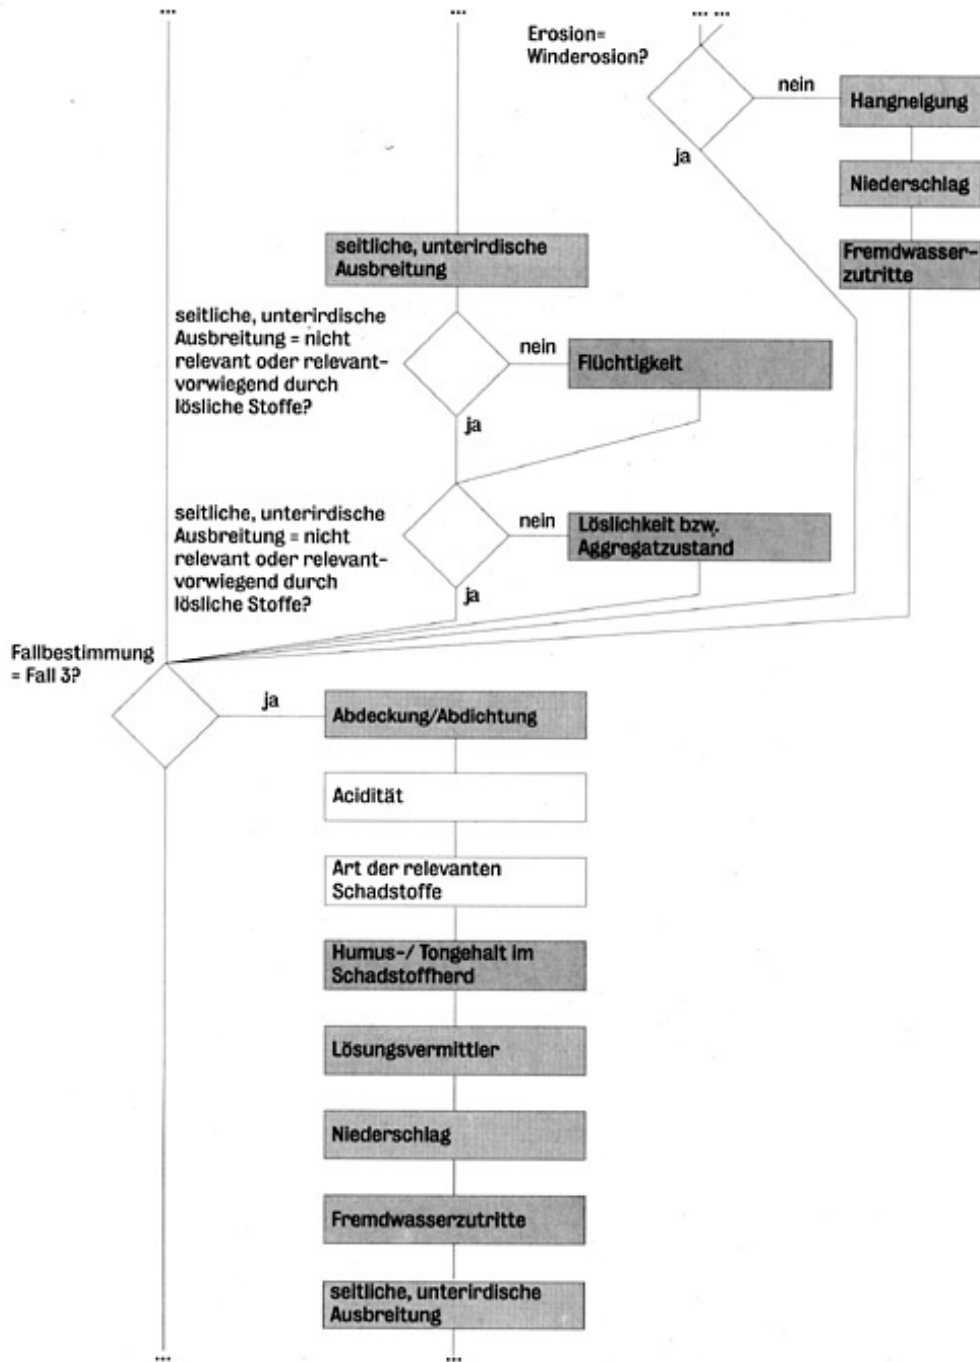 ...
...
... ...
Erosion=
Winderosion?
nein
Hangneigung
ja
Niederschlag
Fremdwasser-
zutritte
seitliche, unterirdische
Ausbreitung
seitliche, unterirdische
Ausbreitung = nicht
relevant oder relevant-
vorwiegend durch
lösliche Stoffe?
nein
Flüchtigkeit
ja
seitliche, unterirdische
Ausbreitung = nicht
relevant oder relevant-
vorwiegend durch
lösliche Stoffe?
nein
Löslichkeit bzw.
Aggregatzustand
ja
Fallbestimmung
= Fall 3?
ja
Abdeckung/Abdichtung
Acidität
Art der relevanten
Schadstoffe
Humus-/ Tongehalt im
Schadstoffherd
Lösungsvermittler
Niederschlag
Fremdwasserzutritte
seitliche, unterirdische
Ausbreitung
...
...